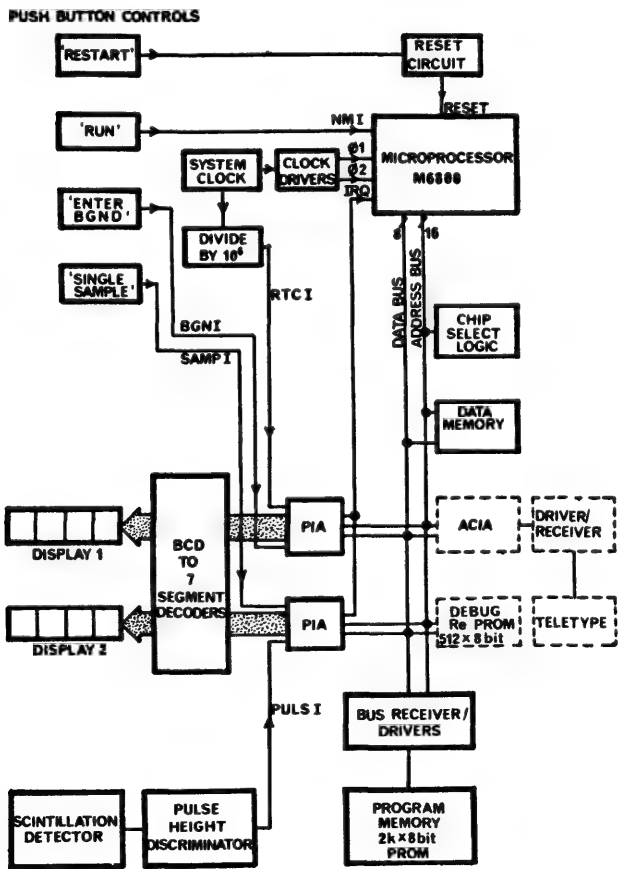 PUSH BUTTON CONTROLS
'RESTART'
RESET
CIRCUIT
RESET
'RUN'
NMI
MICROPROCESSOR
M6800
Ø1
Ø2
IRQ
SYSTEM
CLOCK
CLOCK
DRIVERS
'ENTER
BGND'
DIVIDE
BY 10⁶
8
16
'SINGLE
SAMPLE'
RTCI
BGNI
SAMPI
DATA BUS
ADDRESS BUS
CHIP
SELECT
LOGIC
DATA
MEMORY
BCD
TO
7
SEGMENT
DECODERS
DISPLAY 1
PIA
ACIA
DRIVER/
RECEIVER
DISPLAY 2
PIA
DEBUG
Re PROM
512×8bit
TELETYPE
PULSI
BUS RECEIVER/
DRIVERS
SCINTILLATION
DETECTOR
PULSE
HEIGHT
DISCRIMINATOR
PROGRAM
MEMORY
2k×8bit
PROM